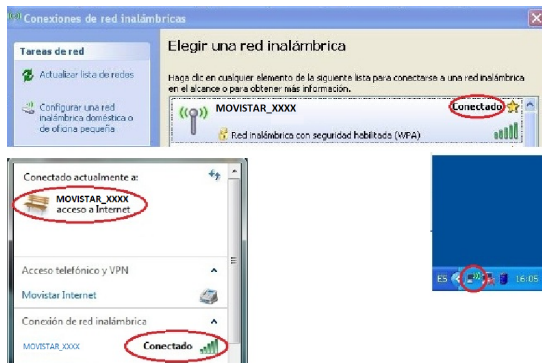 Conexiones de red inalámbricas
Tareas de red
Actualizar lista de redes
Configurar una red
inalámbrica doméstica o
de oficina pequeña
Elegir una red inalámbrica
Haga clic en cualquier elemento de la siguiente lista para conectarse a una red inalámbrica
en el alcance o para obtener más información.
MOVISTAR_XXXX
Conectado
Red inalámbrica con seguridad habilitada (WPA)
Conectado actualmente a:
MOVISTAR_XXXX
acceso a Internet
Acceso telefónico y VPN
Movistar Internet
Conexión de red inalámbrica
MOVISTAR_XXXX
Conectado
ES
16:05